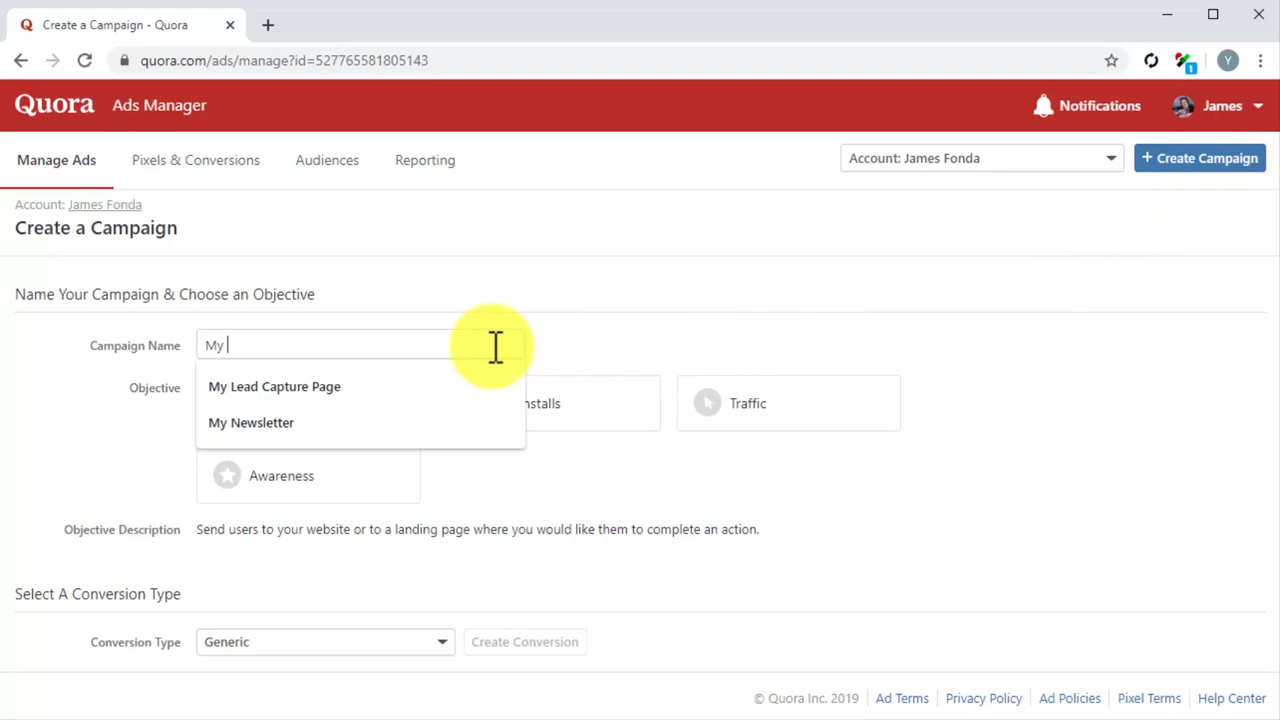 Create a Campaign - Quora
quora.com/ads/manage?id=527765581805143
1
Y
Quora Ads Manager
Notifications
James
Manage Ads
Pixels & Conversions
Audiences
Reporting
Account: James Fonda
+ Create Campaign
Account: James Fonda
Create a Campaign
Name Your Campaign & Choose an Objective
Campaign Name
My
My Lead Capture Page
My Newsletter
Objective
Traffic
Awareness
Objective Description
Send users to your website or to a landing page where you would like them to complete an action.
Select A Conversion Type
Conversion Type
Generic
Create Conversion
© Quora Inc. 2019
Ad Terms
Privacy Policy
Ad Policies
Pixel Terms
Help Center